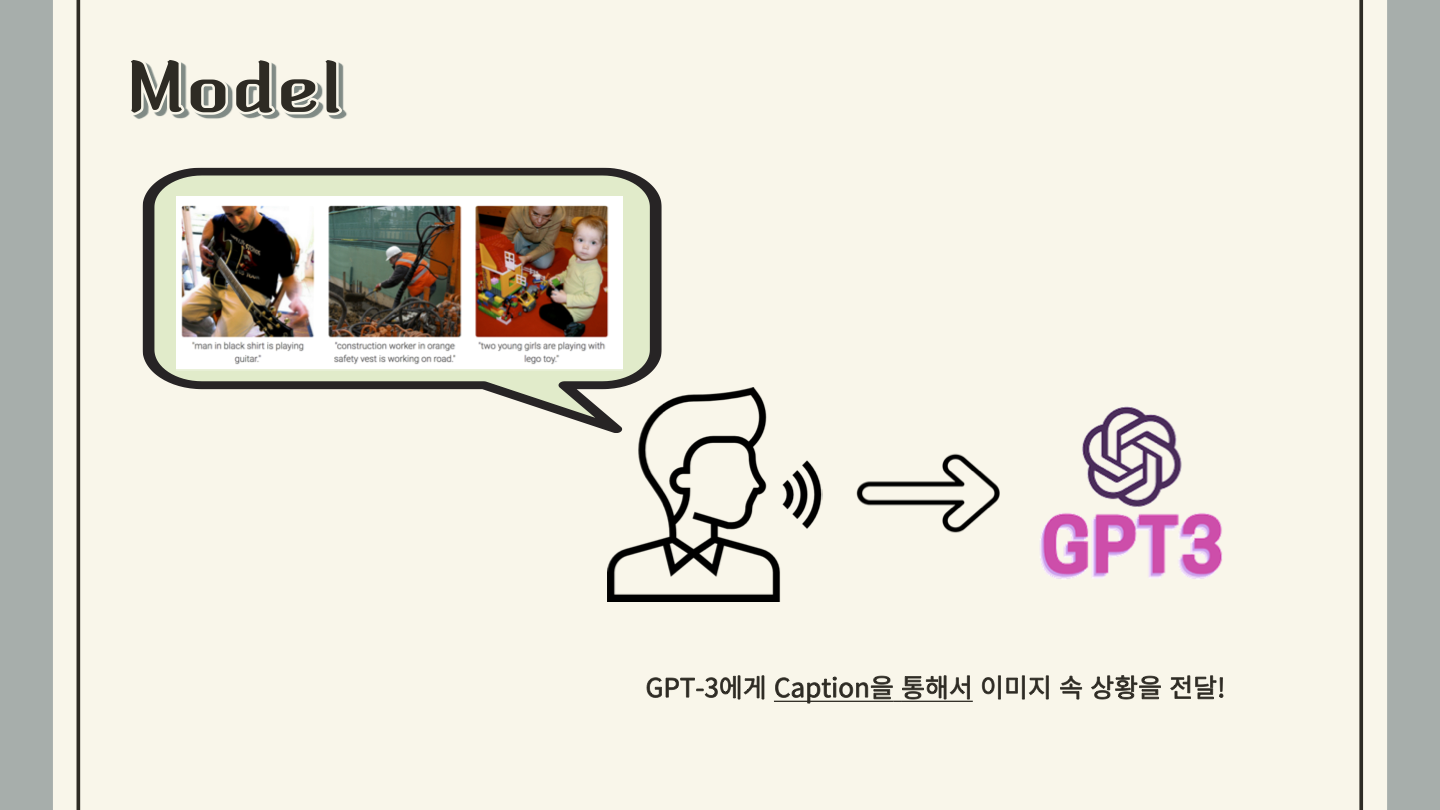 Model
"man in black shirt is playing
guitar."
"construction worker in orange
safety vest is working on road."
"two young girls are playing with
lego toy."
GPT3
GPT-3에게 Caption을 통해서 이미지 속 상황을 전달!